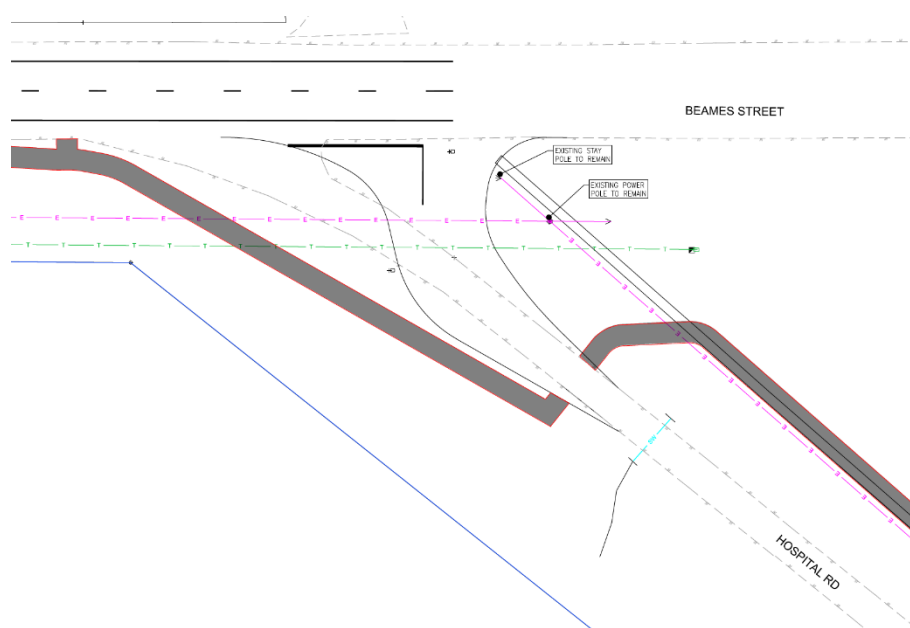 BEAMES STREET
EXISTING STAY
POLE TO REMAIN
EXISTING POWER
POLE TO REMAIN
E E E E E E E E E E E E E E
T T T T T T T T T T T T T T T T T
HOSPITAL RD